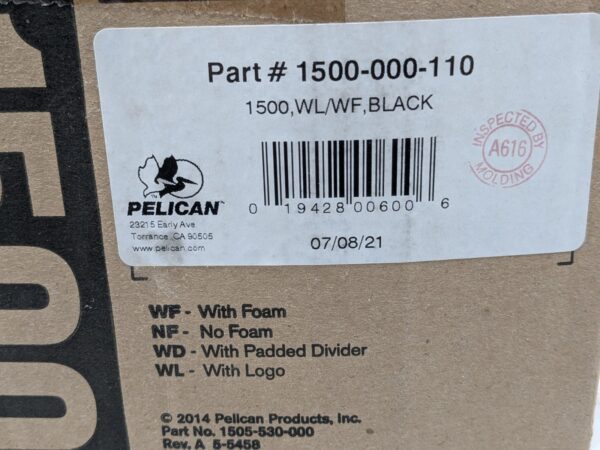 1500
Part # 1500-000-110
1500,WL/WF,BLACK
INSPECTED BY
A616
MOLDING
PELICAN™
23215 Early Ave
Torrance ,CA 90505
www.pelican.com
0 19428 00600 6
07/08/21
WF - With Foam
NF - No Foam
WD - With Padded Divider
WL - With Logo
© 2014 Pelican Products, Inc.
Part No. 1505-530-000
Rev. A 5-5458